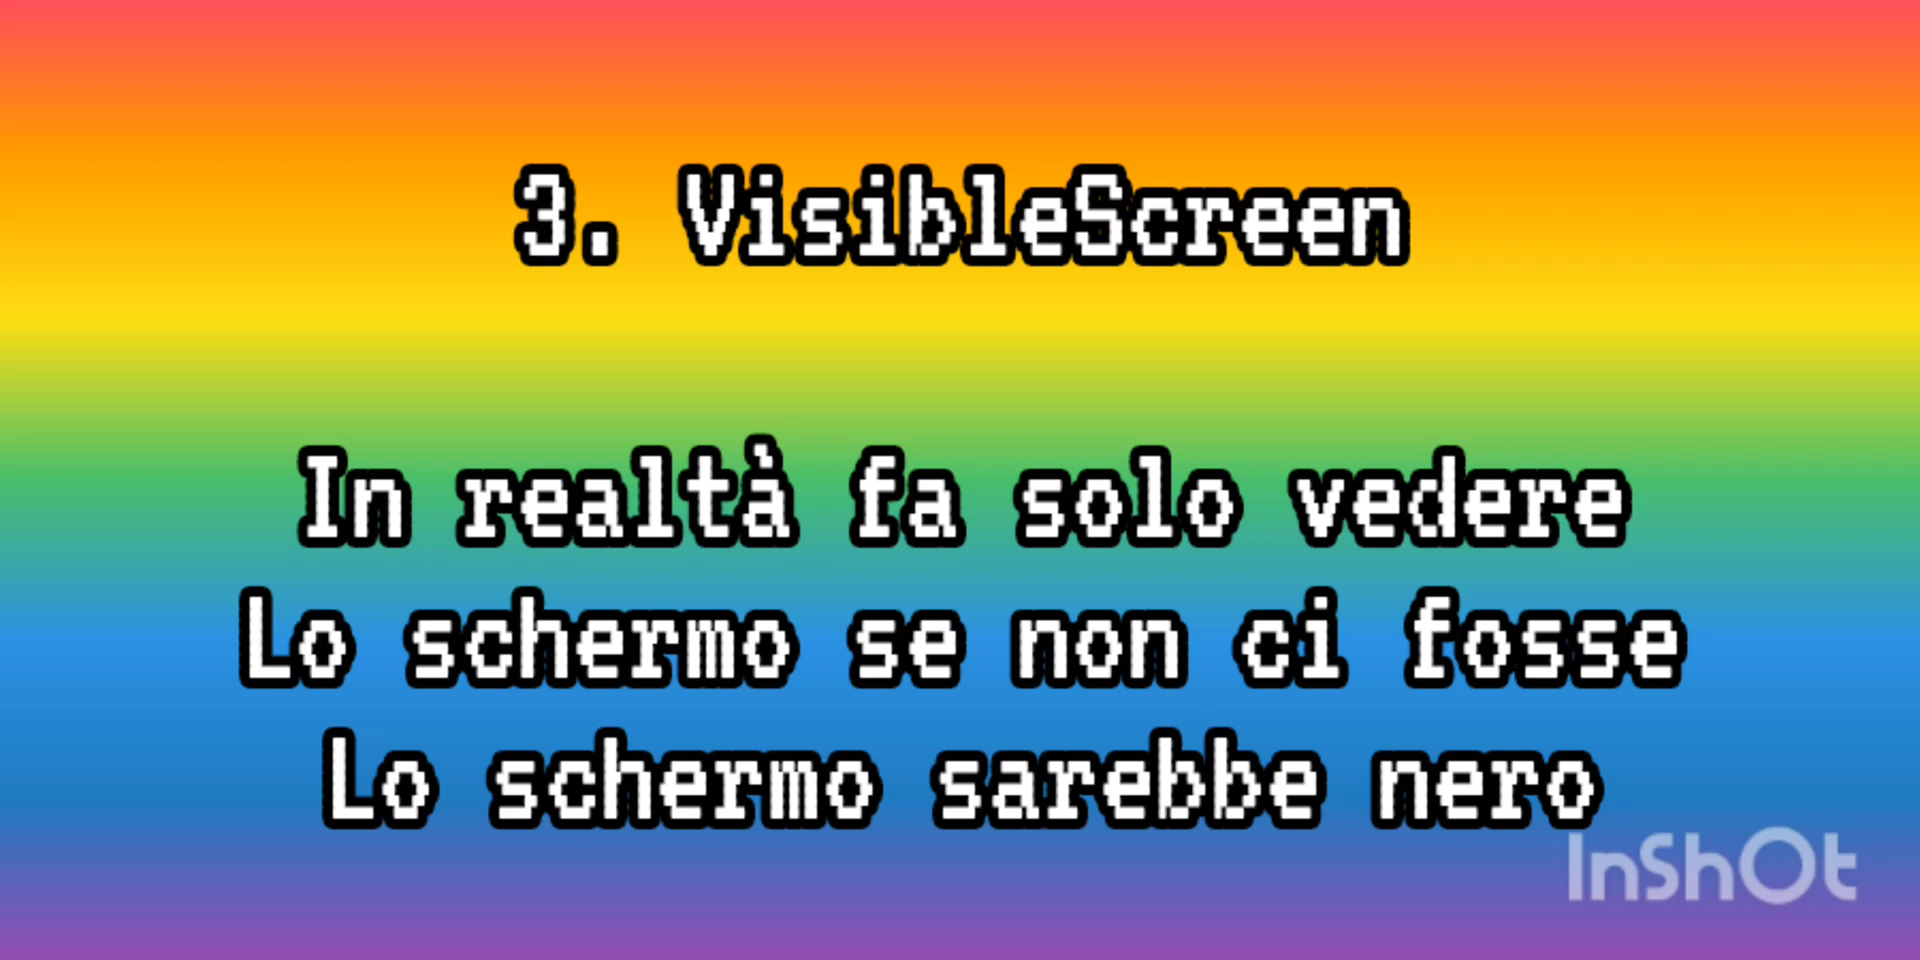 3. VisibleScreen
In realtà fa solo vedere
Lo schermo se non ci fosse
Lo schermo sarebbe nero
InShOt